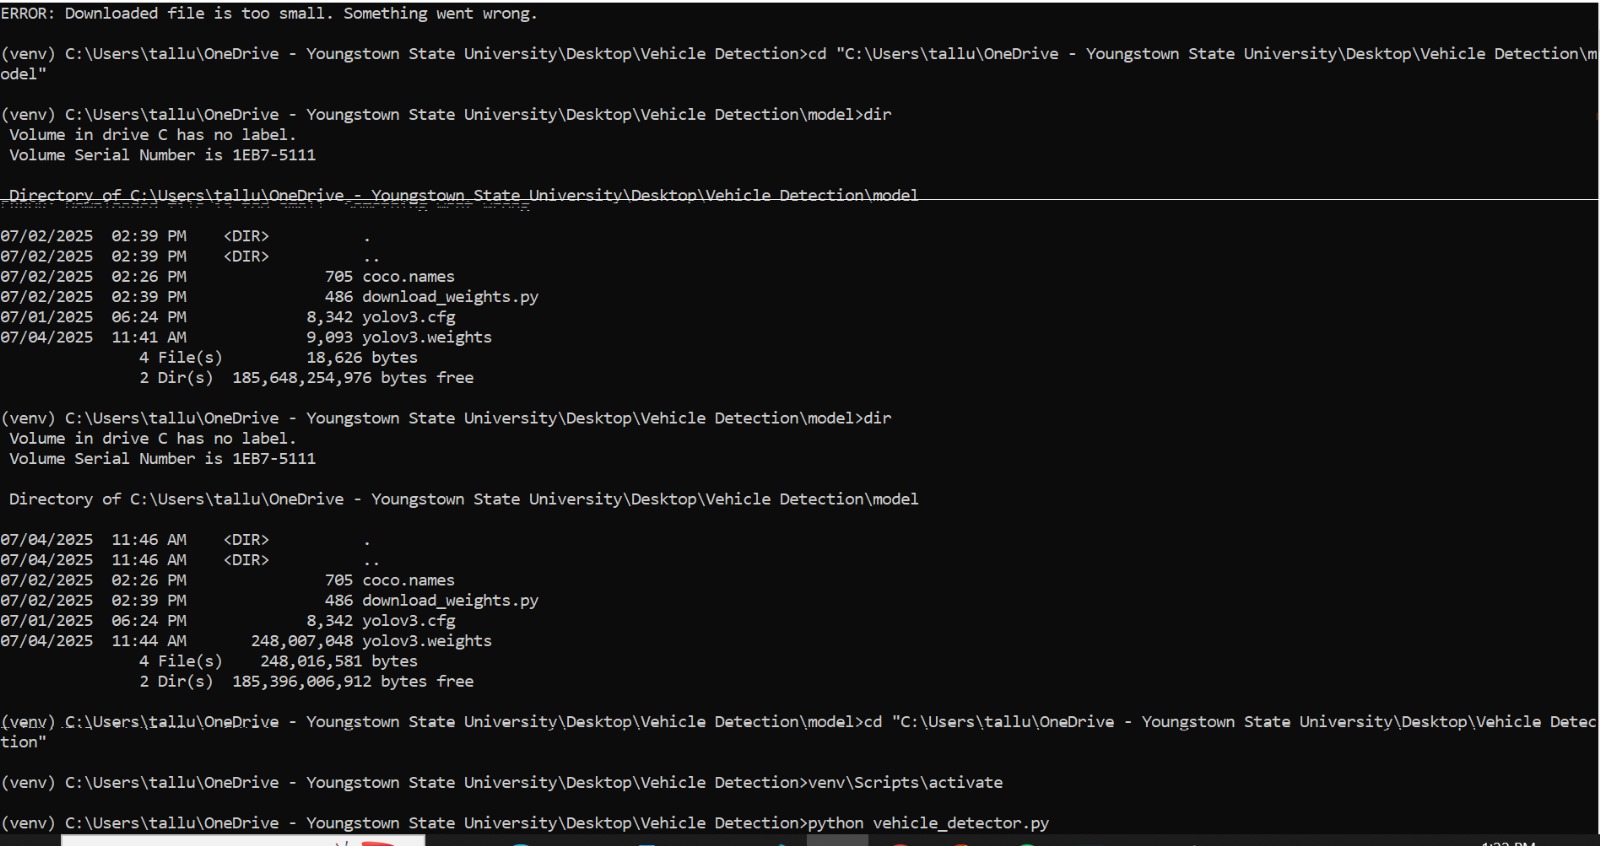 ERROR: Downloaded file is too small. Something went wrong.
(venv) C:\Users\tallu\OneDrive - Youngstown State University\Desktop\Vehicle Detection>cd "C:\Users\tallu\OneDrive - Youngstown State University\Desktop\Vehicle Detection\m
odel"
(venv) C:\Users\tallu\OneDrive - Youngstown State University\Desktop\Vehicle Detection\model>dir
 Volume in drive C has no label.
 Volume Serial Number is 1EB7-5111
 Directory of C:\Users\tallu\OneDrive - Youngstown State University\Desktop\Vehicle Detection\model
07/02/2025  02:39 PM    <DIR>          .
07/02/2025  02:39 PM    <DIR>          ..
07/02/2025  02:26 PM               705 coco.names
07/02/2025  02:39 PM               486 download_weights.py
07/01/2025  06:24 PM             8,342 yolov3.cfg
07/04/2025  11:41 AM             9,093 yolov3.weights
               4 File(s)         18,626 bytes
               2 Dir(s)  185,648,254,976 bytes free
(venv) C:\Users\tallu\OneDrive - Youngstown State University\Desktop\Vehicle Detection\model>dir
 Volume in drive C has no label.
 Volume Serial Number is 1EB7-5111
 Directory of C:\Users\tallu\OneDrive - Youngstown State University\Desktop\Vehicle Detection\model
07/04/2025  11:46 AM    <DIR>          .
07/04/2025  11:46 AM    <DIR>          ..
07/02/2025  02:26 PM               705 coco.names
07/02/2025  02:39 PM               486 download_weights.py
07/01/2025  06:24 PM             8,342 yolov3.cfg
07/04/2025  11:44 AM       248,007,048 yolov3.weights
               4 File(s)    248,016,581 bytes
               2 Dir(s)  185,396,006,912 bytes free
(venv) C:\Users\tallu\OneDrive - Youngstown State University\Desktop\Vehicle Detection\model>cd "C:\Users\tallu\OneDrive - Youngstown State University\Desktop\Vehicle Detec
tion"
(venv) C:\Users\tallu\OneDrive - Youngstown State University\Desktop\Vehicle Detection>venv\Scripts\activate
(venv) C:\Users\tallu\OneDrive - Youngstown State University\Desktop\Vehicle Detection>python vehicle_detector.py